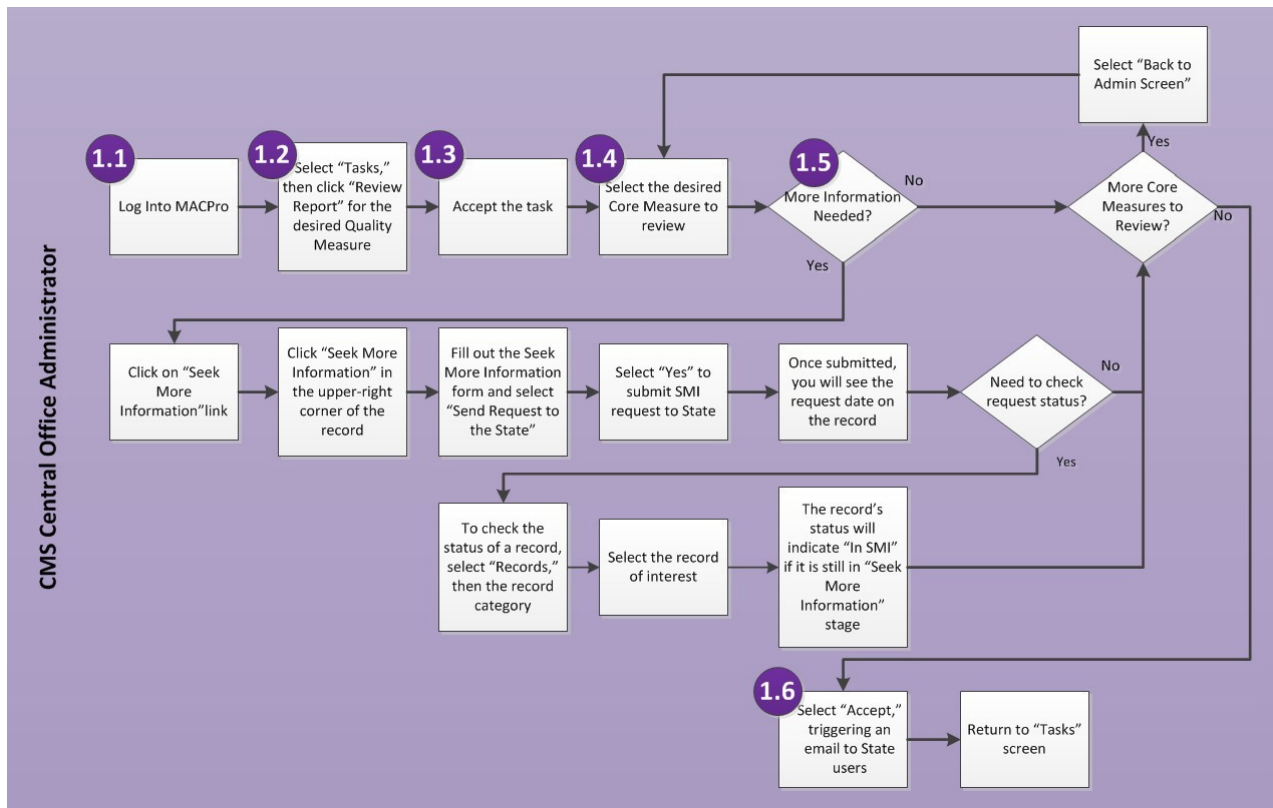 CMS Central Office Administrator
Select “Back to
Admin Screen”
1.1
Log Into MACPro
1.2
Select “Tasks,”
then click “Review
Report” for the
desired Quality
Measure
1.3
Accept the task
1.4
Select the desired
Core Measure to
review
1.5
More Information
Needed?
No
Yes
More Core
Measures to
Review?
Yes
No
Click on “Seek
More
Information”link
Click “Seek More
Information” in
the upper-right
corner of the
record
Fill out the Seek
More Information
form and select
“Send Request to
the State”
Select “Yes” to
submit SMI
request to State
Once submitted,
you will see the
request date on
the record
Need to check
request status?
No
Yes
To check the
status of a record,
select “Records,”
then the record
category
Select the record
of interest
The record’s
status will
indicate “In SMI”
if it is still in “Seek
More
Information”
stage
1.6
Select “Accept,”
triggering an
email to State
users
Return to “Tasks”
screen